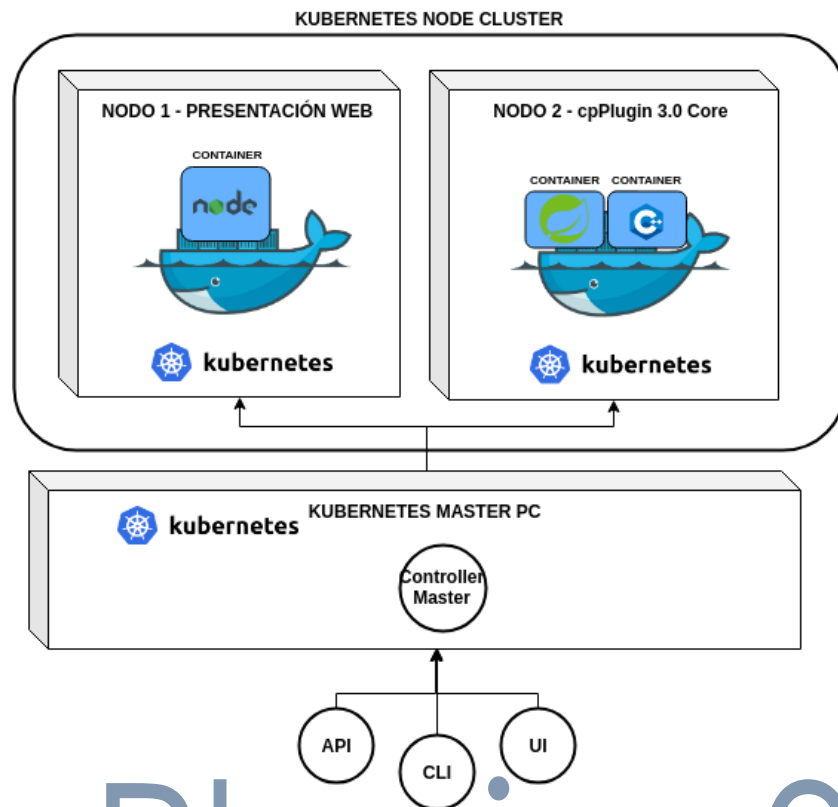 KUBERNETES NODE CLUSTER
NODO 1 - PRESENTACIÓN WEB
CONTAINER
node
kubernetes
NODO 2 - cpPlugin 3.0 Core
CONTAINER CONTAINER
C++
kubernetes
KUBERNETES MASTER PC
kubernetes
Controller
Master
API
CLI
UI